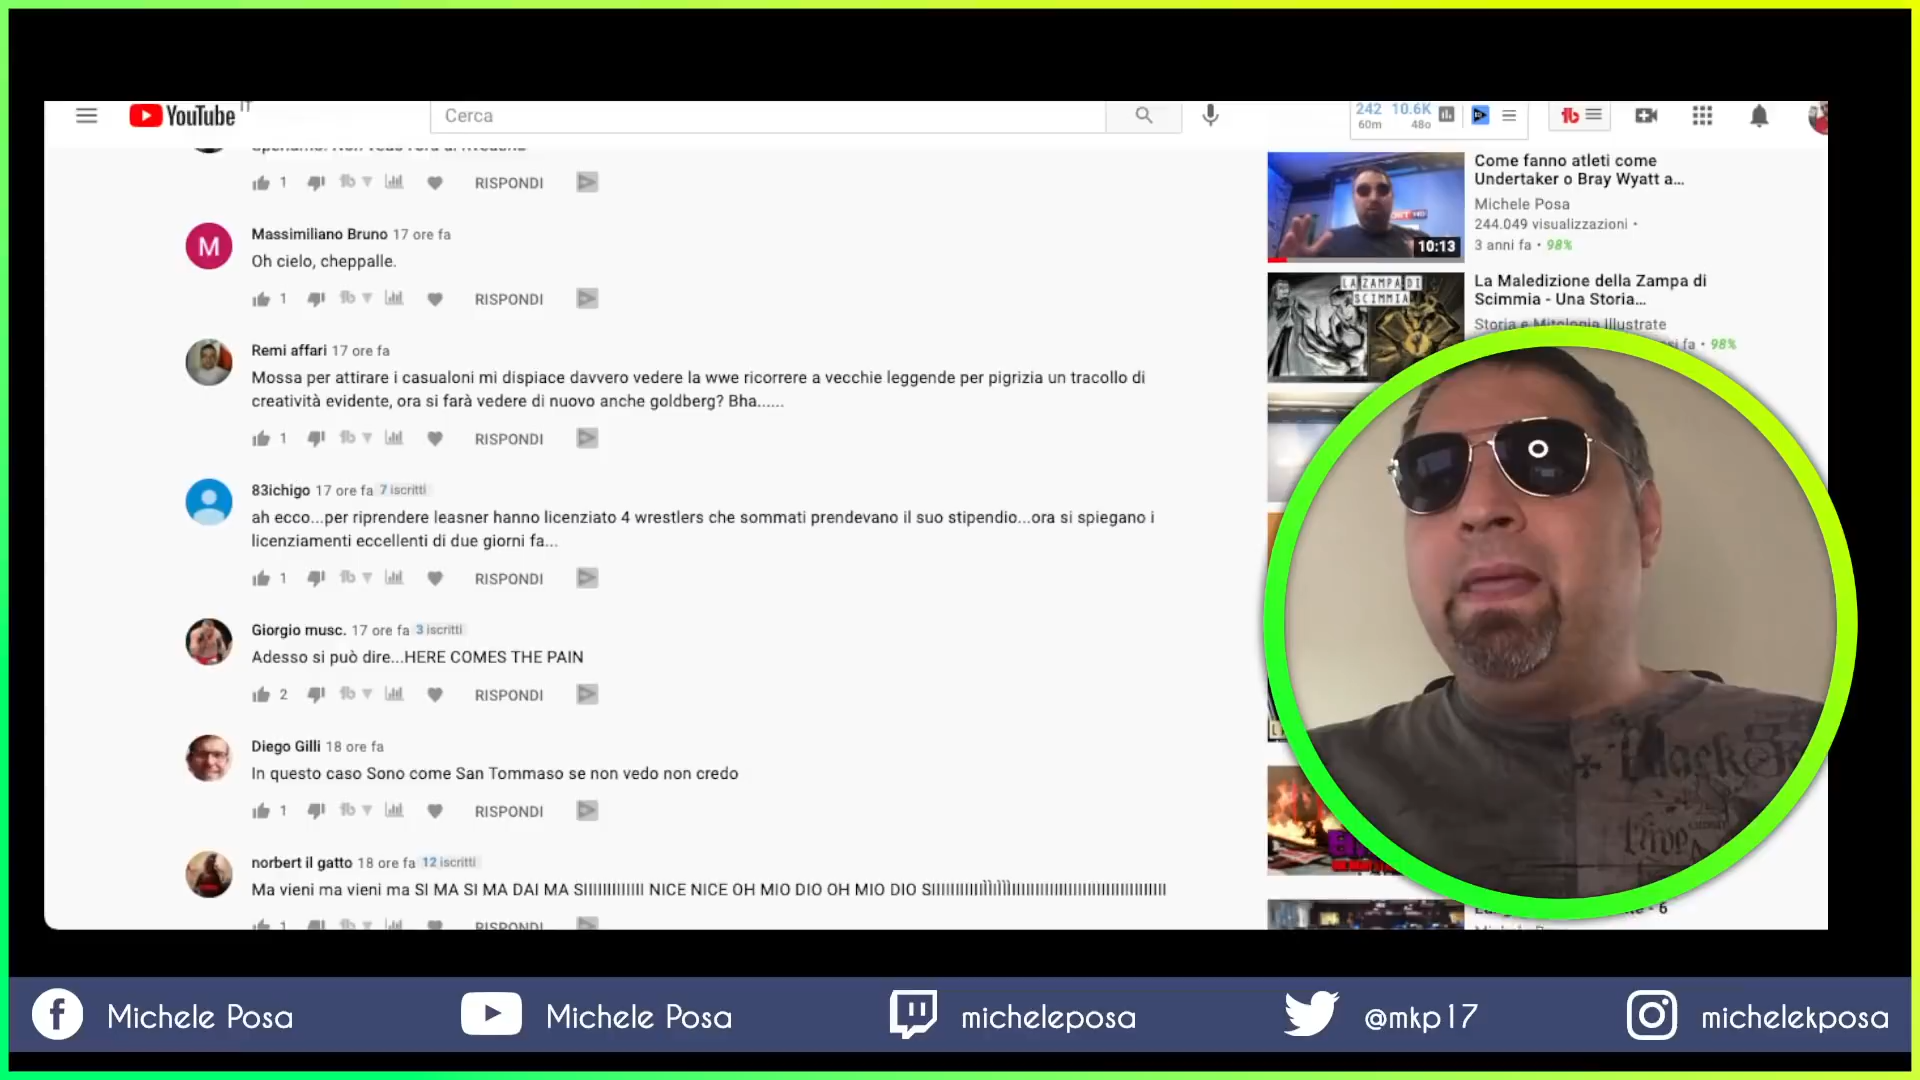 YouTube IT
Cerca
242 10.6K
60m 48o
1 RISPONDI
Massimiliano Bruno 17 ore fa
Oh cielo, cheppalle.
1 RISPONDI
Remi affari 17 ore fa
Mossa per attirare i casualoni mi dispiace davvero vedere la wwe ricorrere a vecchie leggende per pigrizia un tracollo di
creatività evidente, ora si farà vedere di nuovo anche goldberg? Bha......
1 RISPONDI
83ichigo 17 ore fa 7 iscritti
ah ecco...per riprendere leasner hanno licenziato 4 wrestlers che sommati prendevano il suo stipendio...ora si spiegano i
licenziamenti eccellenti di due giorni fa...
1 RISPONDI
Giorgio musc. 17 ore fa 3 iscritti
Adesso si può dire...HERE COMES THE PAIN
2 RISPONDI
Diego Gilli 18 ore fa
In questo caso Sono come San Tommaso se non vedo non credo
1 RISPONDI
norbert il gatto 18 ore fa 12 iscritti
Ma vieni ma vieni ma SI MA SI MA DAI MA SIIIIIIIIIIIII NICE NICE OH MIO DIO OH MIO DIO SIIIIIIIIIIIÌÌIÌÌÌIIIIIIIIIIIIIIIIIIIIIIIIIIIIIIIII
1 RISPONDI
10:13
Come fanno atleti come
Undertaker o Bray Wyatt a...
Michele Posa
244.049 visualizzazioni •
3 anni fa • 98%
LA ZAMPA DI
SCIMMIA
La Maledizione della Zampa di
Scimmia - Una Storia...
Storia e Mitologia Illustrate
fa • 98%
Michele Posa
Michele Posa
micheleposa
@mkp17
michelekposa